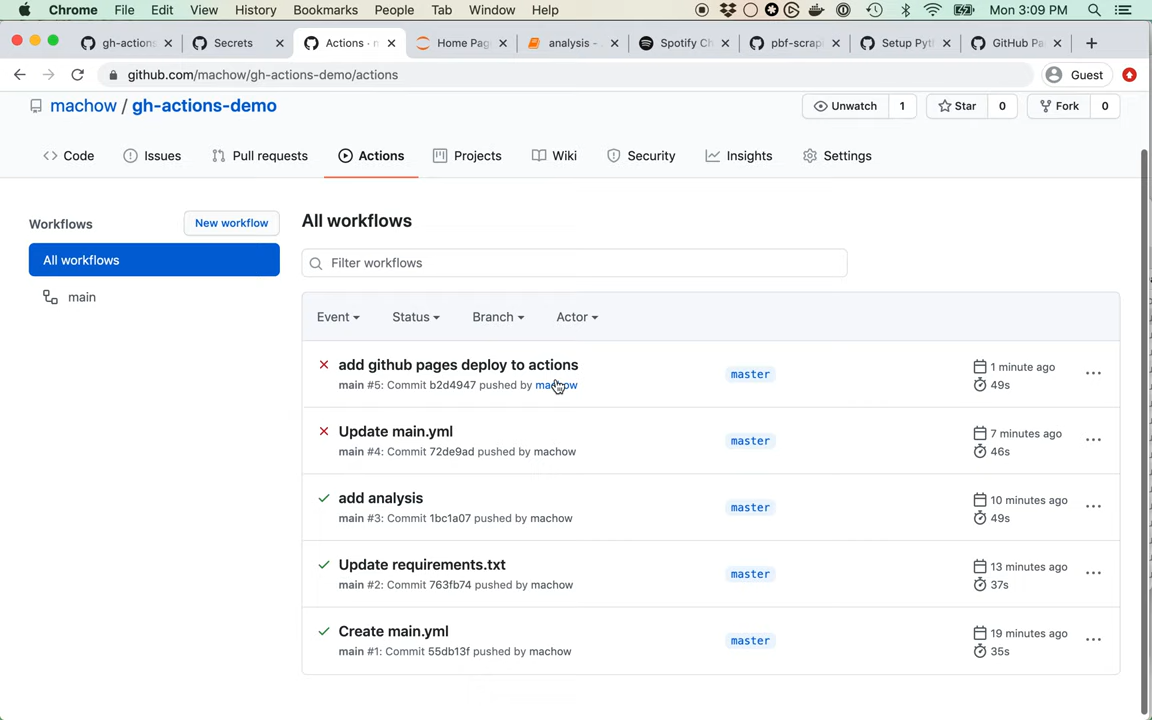 Chrome File Edit View History Bookmarks People Tab Window Help Mon 3:09 PM
gh-actions Secrets Actions · m Home Pag analysis - Spotify Ch pbf-scrap Setup Pyt GitHub Pa
github.com/machow/gh-actions-demo/actions Guest
machow / gh-actions-demo Unwatch 1 Star 0 Fork 0
Code Issues Pull requests Actions Projects Wiki Security Insights Settings
Workflows New workflow
All workflows
main
All workflows
Filter workflows
Event Status Branch Actor
add github pages deploy to actions
main #5: Commit b2d4947 pushed by machow
master
1 minute ago
49s
Update main.yml
main #4: Commit 72de9ad pushed by machow
master
7 minutes ago
46s
add analysis
main #3: Commit 1bc1a07 pushed by machow
master
10 minutes ago
49s
Update requirements.txt
main #2: Commit 763fb74 pushed by machow
master
13 minutes ago
37s
Create main.yml
main #1: Commit 55db13f pushed by machow
master
19 minutes ago
35s